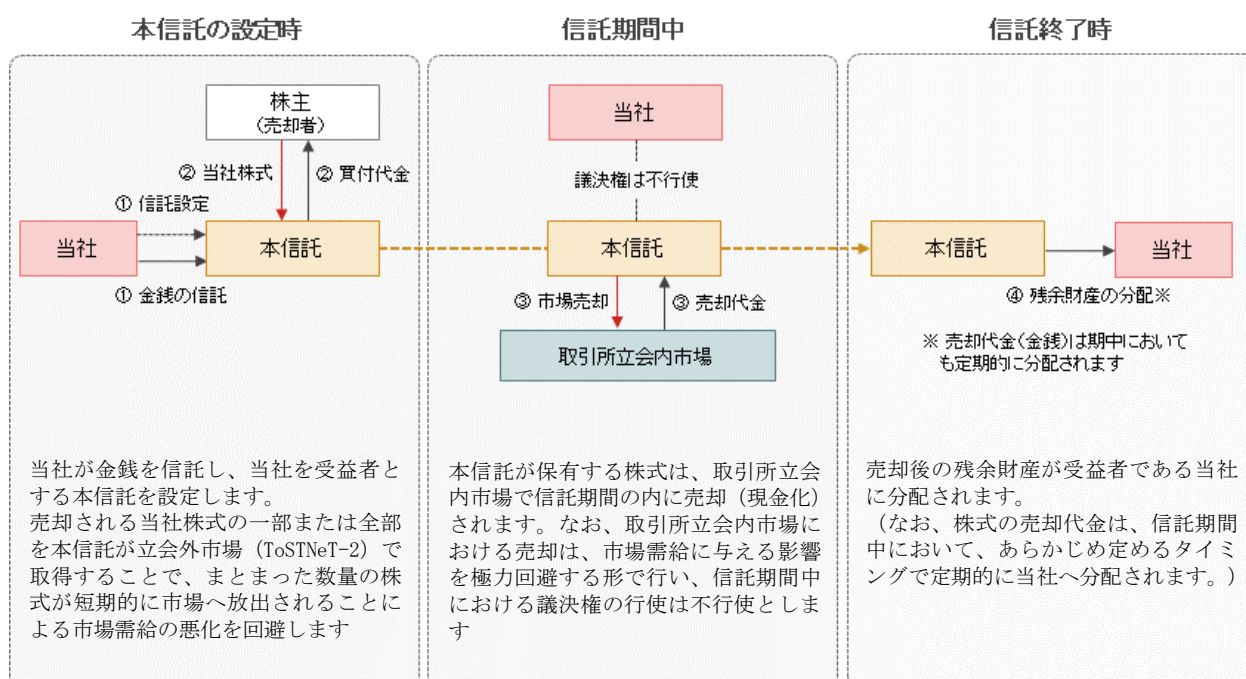 本信託の設定時
株主
(売却者)
② 当社株式
② 買付代金
① 信託設定
当社
本信託
① 金銭の信託
当社が金銭を信託し、当社を受益者と
する本信託を設定します。
売却される当社株式の一部または全部
を本信託が立会外市場（ToSTNeT-2）で
取得することで、まとまった数量の株
式が短期的に市場へ放出されることに
よる市場需給の悪化を回避します
信託期間中
当社
議決権は不行使
本信託
③ 市場売却
③ 売却代金
取引所立会内市場
本信託が保有する株式は、取引所立会
内市場で信託期間の内に売却（現金化）
されます。なお、取引所立会内市場に
おける売却は、市場需給に与える影響
を極力回避する形で行い、信託期間中
における議決権の行使は不行使としま
す
信託終了時
本信託
当社
④ 残余財産の分配※
※ 売却代金(金銭)は期中において
も定期的に分配されます
売却後の残余財産が受益者である当社
に分配されます。
（なお、株式の売却代金は、信託期間
中において、あらかじめ定めるタイミ
ングで定期的に当社へ分配されます。）